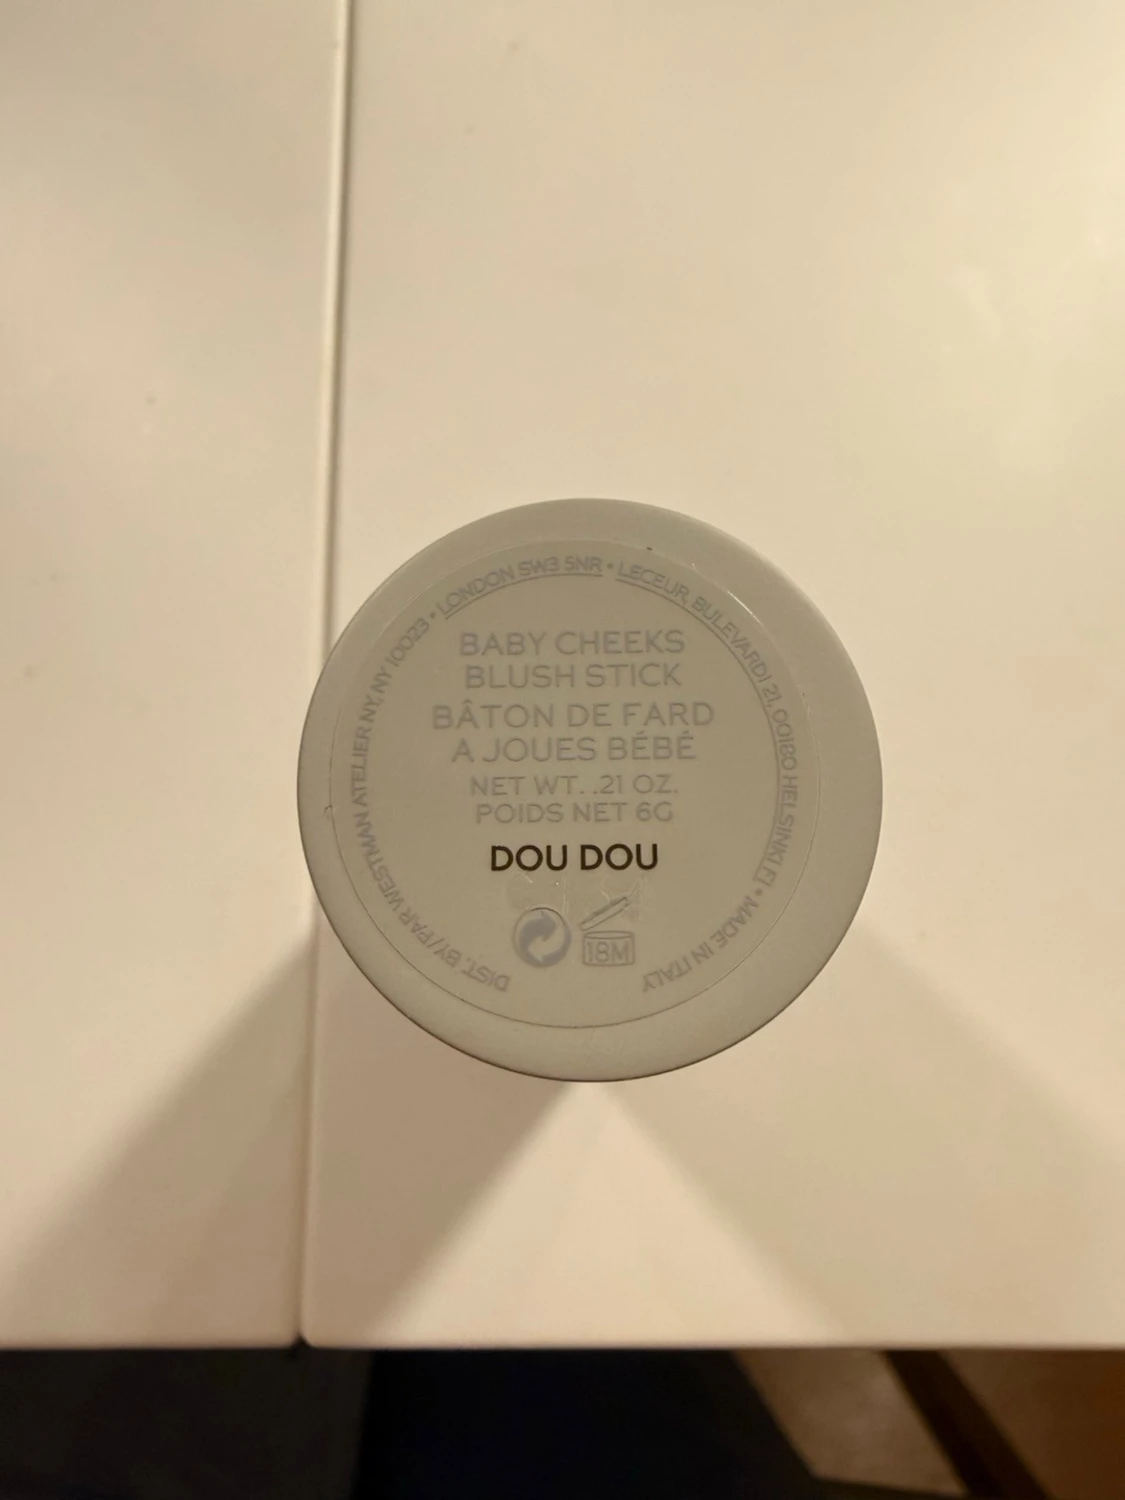 BABY CHEEKS
BLUSH STICK
BÂTON DE FARD
A JOUES BÉBÉ
NET WT. .21 OZ.
POIDS NET 6G
DOU DOU
18M
DIST. BY/PAR WESTMAN ATELIER NY, NY 10023 • LONDON SW3 5NR • LECEUR, BULEVARDI 21, 00180 HELSINKI, FI • MADE IN ITALY